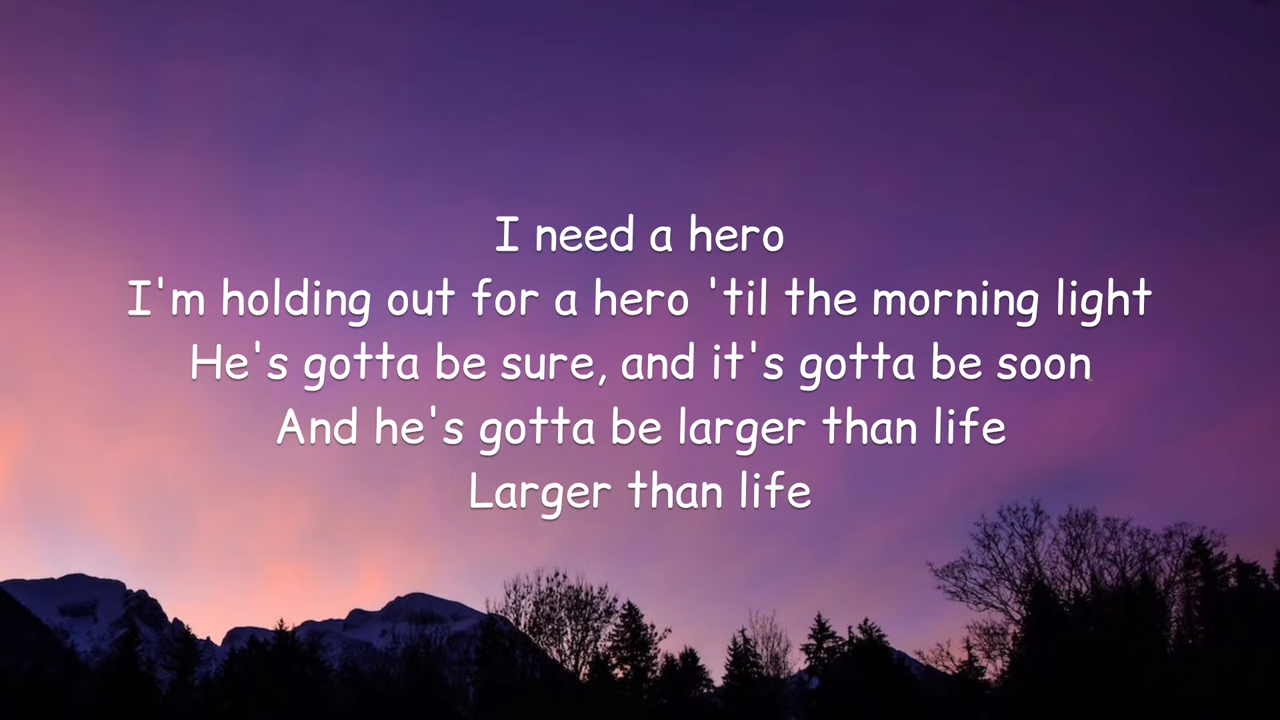 I need a hero
I'm holding out for a hero 'til the morning light
He's gotta be sure, and it's gotta be soon
And he's gotta be larger than life
Larger than life